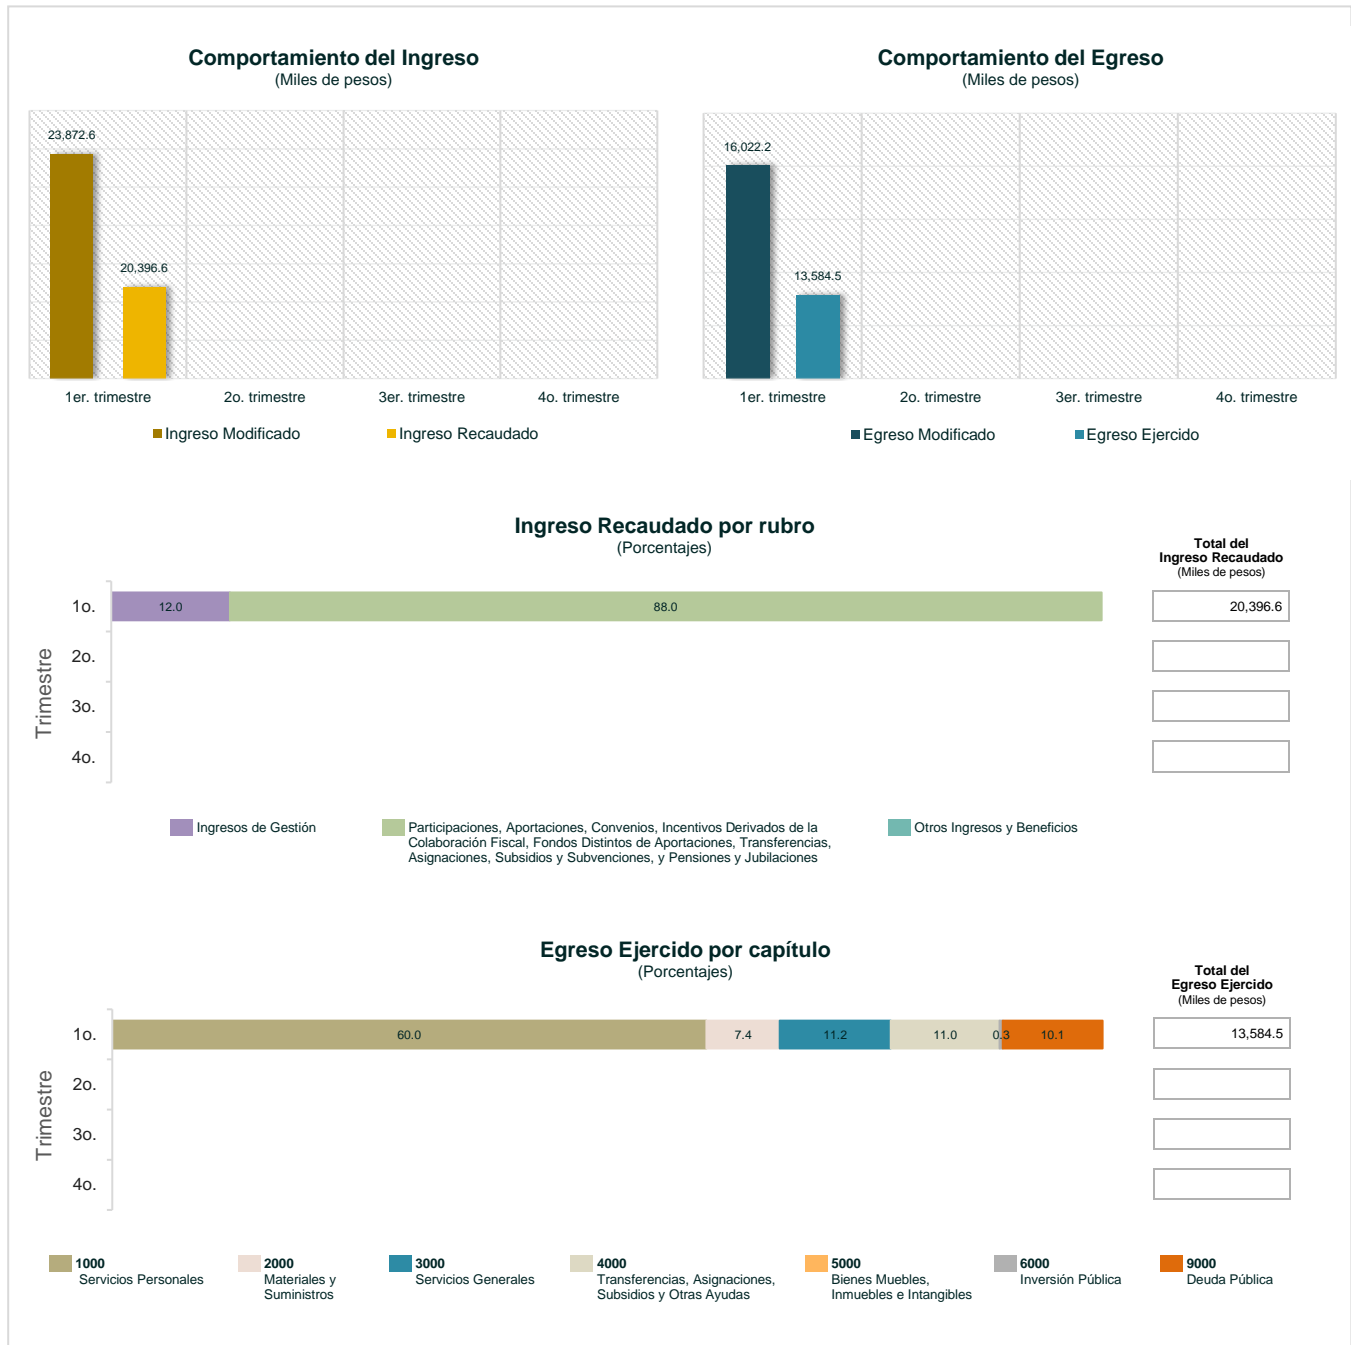 Comportamiento del Ingreso
(Miles de pesos)
23,872.6
20,396.6
1er. trimestre
2o. trimestre
3er. trimestre
4o. trimestre
Ingreso Modificado
Ingreso Recaudado
Comportamiento del Egreso
(Miles de pesos)
16,022.2
13,584.5
1er. trimestre
2o. trimestre
3er. trimestre
4o. trimestre
Egreso Modificado
Egreso Ejercido
Ingreso Recaudado por rubro
(Porcentajes)
Total del
Ingreso Recaudado
(Miles de pesos)
Trimestre
1o.
12.0
88.0
20,396.6
2o.
3o.
4o.
Ingresos de Gestión
Participaciones, Aportaciones, Convenios, Incentivos Derivados de la
Colaboración Fiscal, Fondos Distintos de Aportaciones, Transferencias,
Asignaciones, Subsidios y Subvenciones, y Pensiones y Jubilaciones
Otros Ingresos y Beneficios
Egreso Ejercido por capítulo
(Porcentajes)
Total del
Egreso Ejercido
(Miles de pesos)
Trimestre
1o.
60.0
7.4
11.2
11.0
0.3
10.1
13,584.5
2o.
3o.
4o.
1000
Servicios Personales
2000
Materiales y
Suministros
3000
Servicios Generales
4000
Transferencias, Asignaciones,
Subsidios y Otras Ayudas
5000
Bienes Muebles,
Inmuebles e Intangibles
6000
Inversión Pública
9000
Deuda Pública